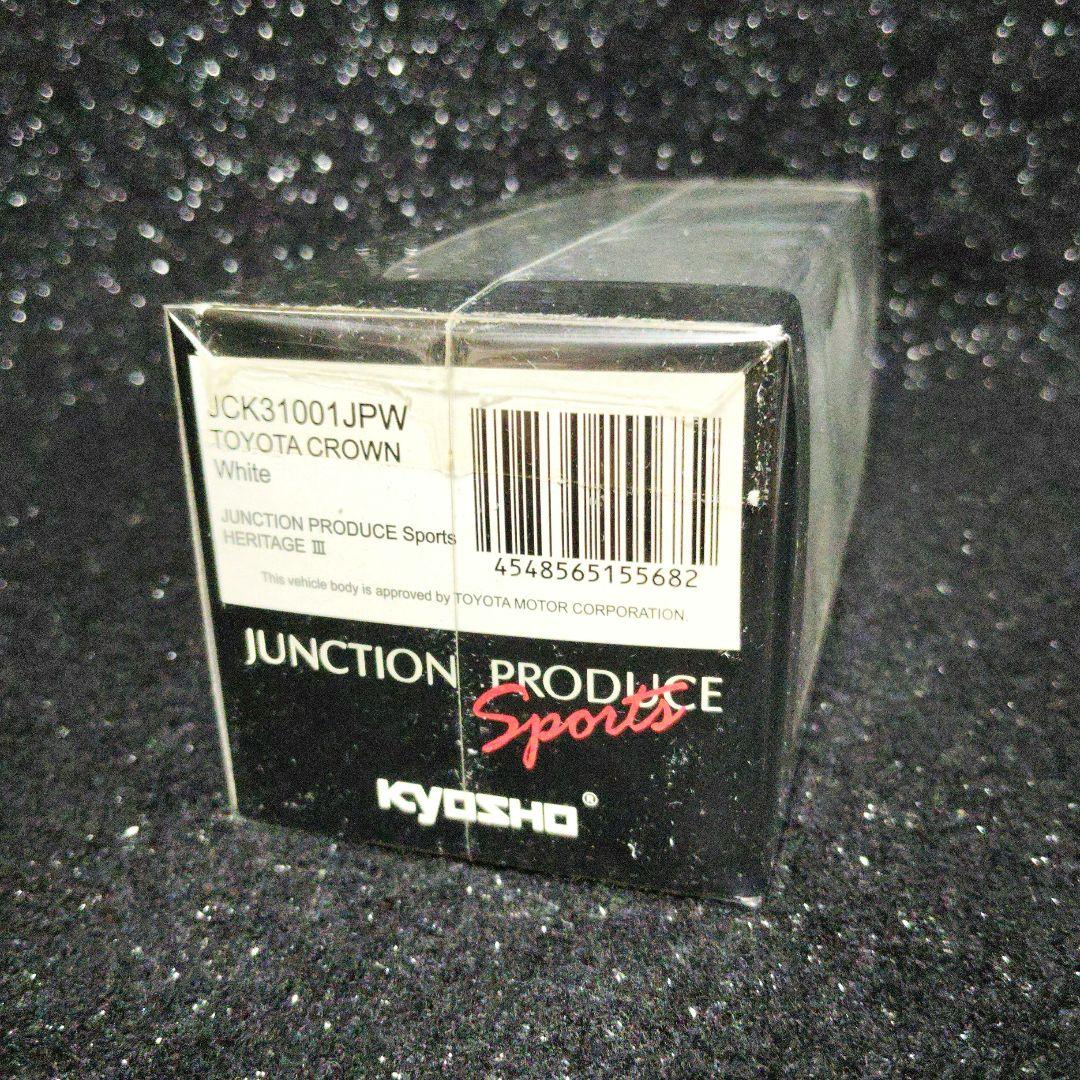 JCK31001JPW
TOYOTA CROWN
White
JUNCTION PRODUCE Sports
HERITAGE Ⅲ
4548565155682
This vehicle body is approved by TOYOTA MOTOR CORPORATION.
JUNCTION PRODUCE
Sports
KYOSHO®